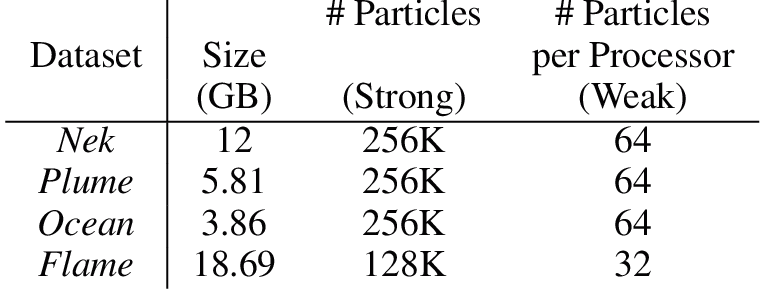 # Particles # Particles
Dataset Size per Processor
(GB) (Strong) (Weak)
Nek 12 256K 64
Plume 5.81 256K 64
Ocean 3.86 256K 64
Flame 18.69 128K 32